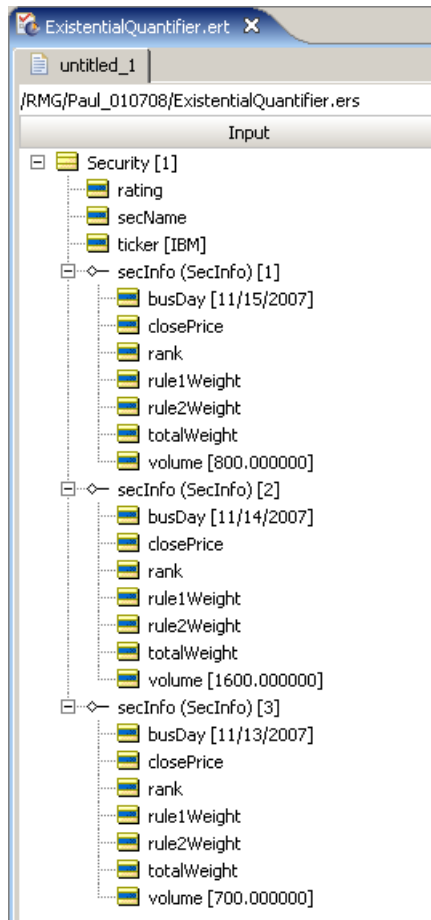 ExistentialQuantifier.ert
untitled_1
/RMG/Paul_010708/ExistentialQuantifier.ers
Input
Security [1]
rating
secName
ticker [IBM]
secInfo (SecInfo) [1]
busDay [11/15/2007]
closePrice
rank
rule1Weight
rule2Weight
totalWeight
volume [800.000000]
secInfo (SecInfo) [2]
busDay [11/14/2007]
closePrice
rank
rule1Weight
rule2Weight
totalWeight
volume [1600.000000]
secInfo (SecInfo) [3]
busDay [11/13/2007]
closePrice
rank
rule1Weight
rule2Weight
totalWeight
volume [700.000000]